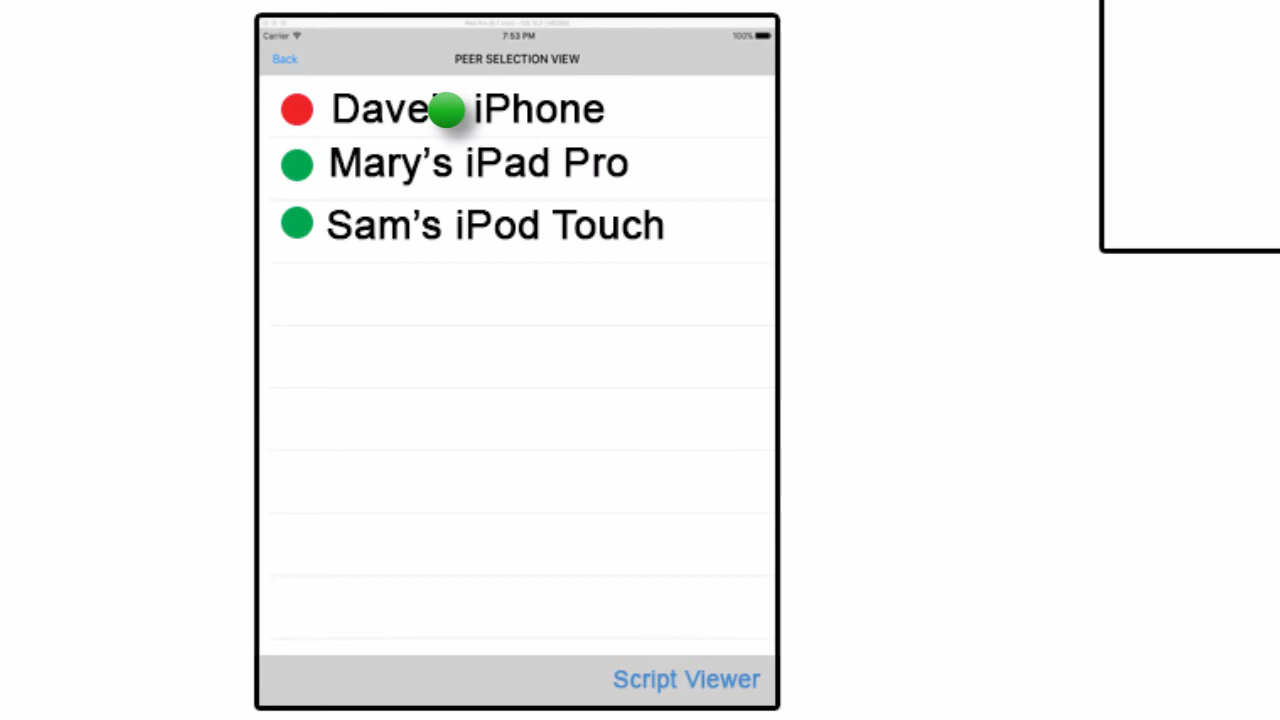 Carrier 7:53 PM 100%
Back PEER SELECTION VIEW
Dave' iPhone
Mary’s iPad Pro
Sam’s iPod Touch
Script Viewer